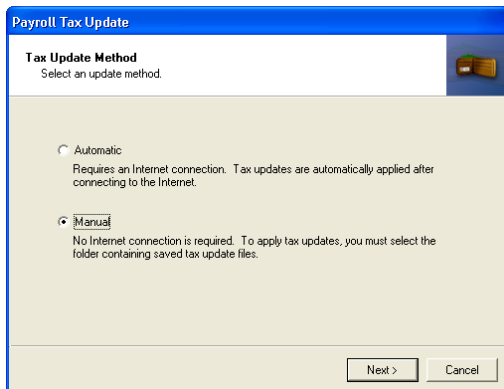 Payroll Tax Update
Tax Update Method
Select an update method.
Automatic
Requires an Internet connection. Tax updates are automatically applied after
connecting to the Internet.
Manual
No Internet connection is required. To apply tax updates, you must select the
folder containing saved tax update files.
Next >
Cancel